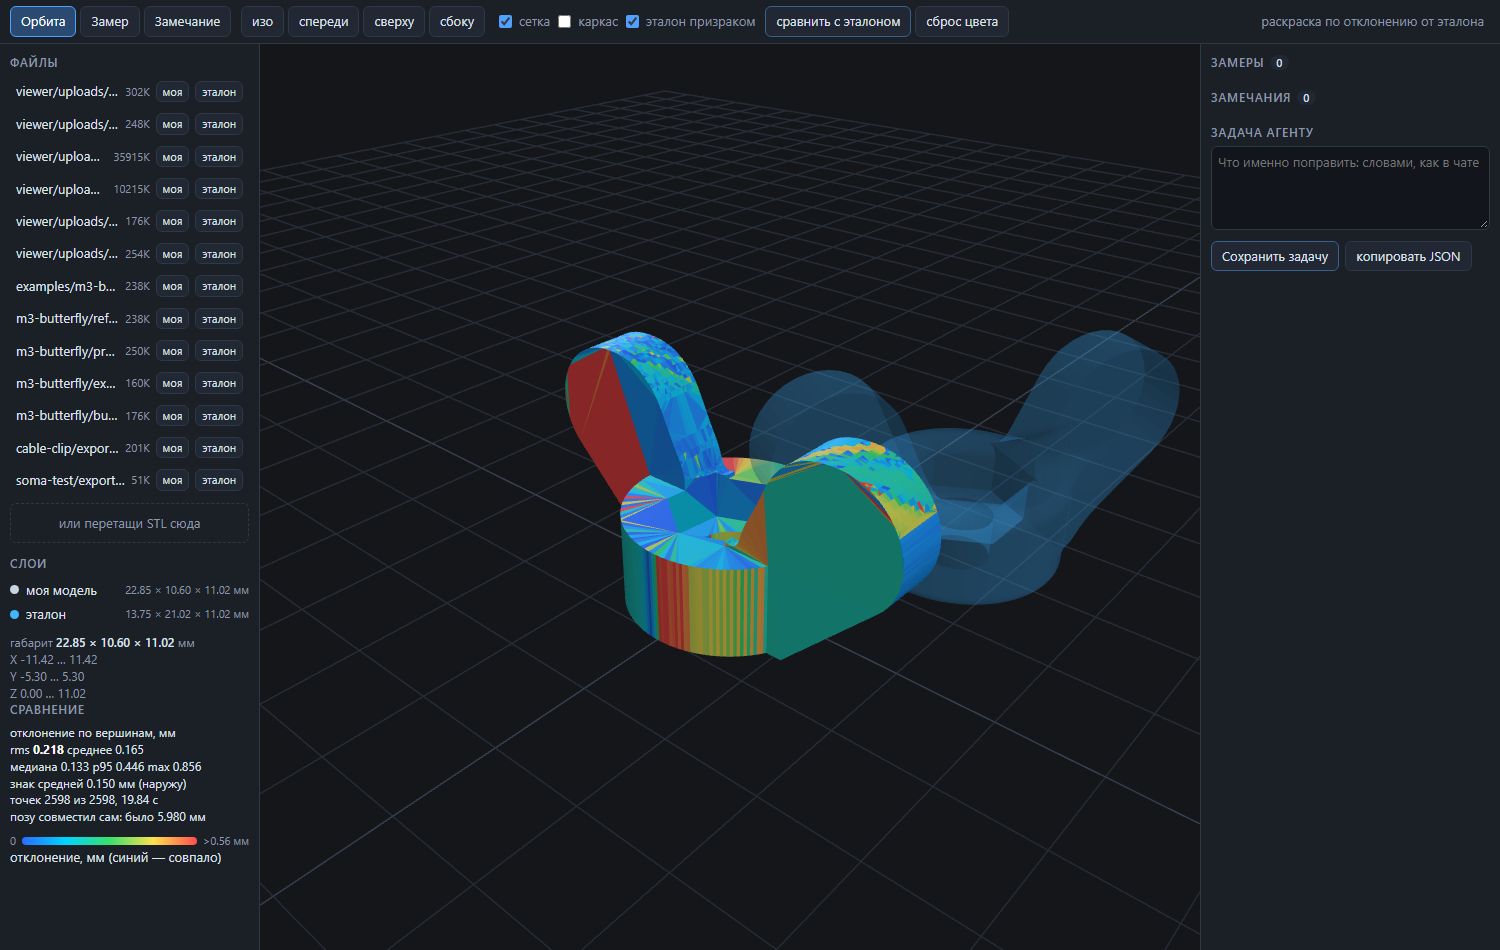 Орбита Замер Замечание изо спереди сверху сбоку сетка каркас эталон призраком сравнить с эталоном сброс цвета раскраска по отклонению от эталона
ФАЙЛЫ
viewer/uploads/... 302K моя эталон
viewer/uploads/... 248K моя эталон
viewer/uploa... 35915K моя эталон
viewer/uploa... 10215K моя эталон
viewer/uploads/... 176K моя эталон
viewer/uploads/... 254K моя эталон
examples/m3-b... 238K моя эталон
m3-butterfly/ref... 238K моя эталон
m3-butterfly/pr... 250K моя эталон
m3-butterfly/ex... 160K моя эталон
m3-butterfly/bu... 176K моя эталон
cable-clip/expor... 201K моя эталон
soma-test/export... 51K моя эталон
или перетащи STL сюда
СЛОИ
моя модель 22.85 × 10.60 × 11.02 мм
эталон 13.75 × 21.02 × 11.02 мм
габарит 22.85 × 10.60 × 11.02 мм
X -11.42 ... 11.42
Y -5.30 ... 5.30
Z 0.00 ... 11.02
СРАВНЕНИЕ
отклонение по вершинам, мм
rms 0.218 среднее 0.165
медиана 0.133 p95 0.446 max 0.856
знак средней 0.150 мм (наружу)
точек 2598 из 2598, 19.84 с
позу совместил сам: было 5.980 мм
0 >0.56 мм
отклонение, мм (синий — совпало)
ЗАМЕРЫ 0
ЗАМЕЧАНИЯ 0
ЗАДАЧА АГЕНТУ
Что именно поправить: словами, как в чате
Сохранить задачу копировать JSON